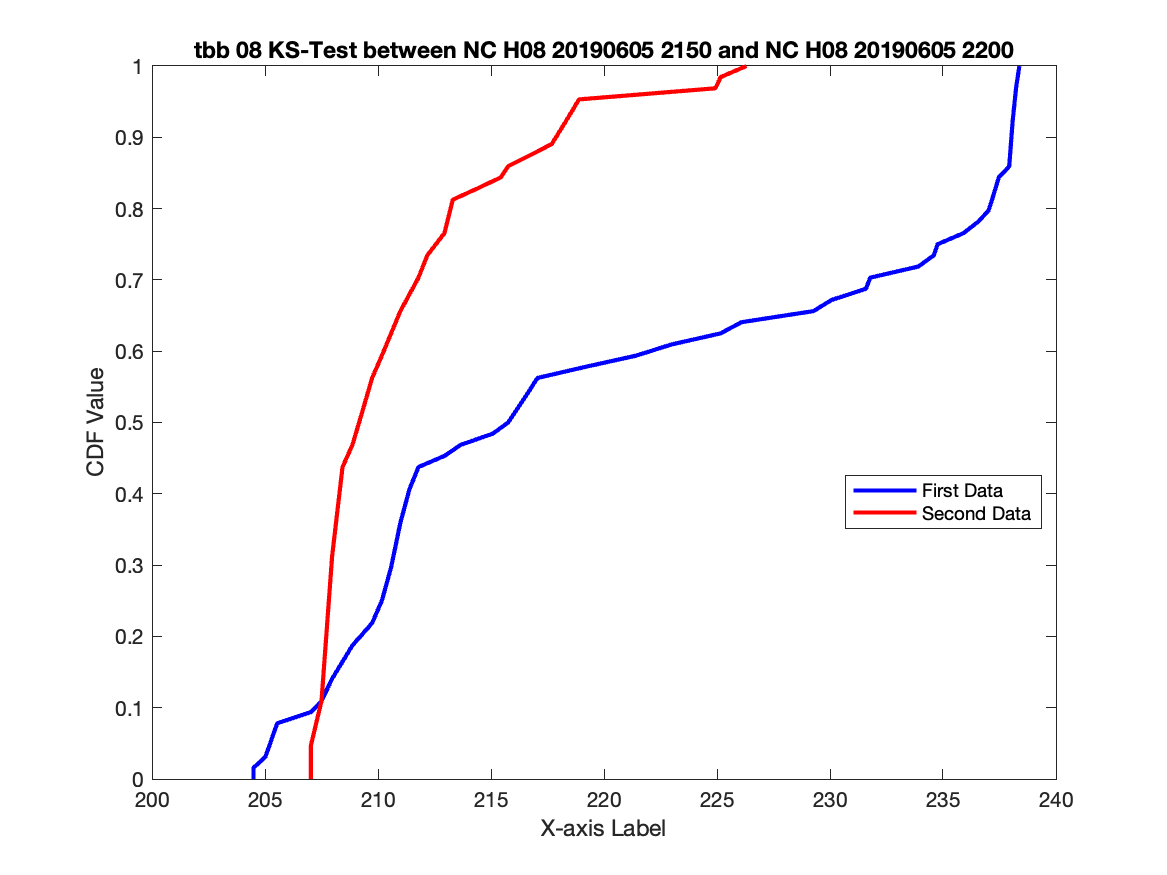 tbb 08 KS-Test between NC H08 20190605 2150 and NC H08 20190605 2200
1
0.9
0.8
0.7
0.6
0.5
0.4
0.3
0.2
0.1
0
CDF Value
First Data
Second Data
200 205 210 215 220 225 230 235 240
X-axis Label